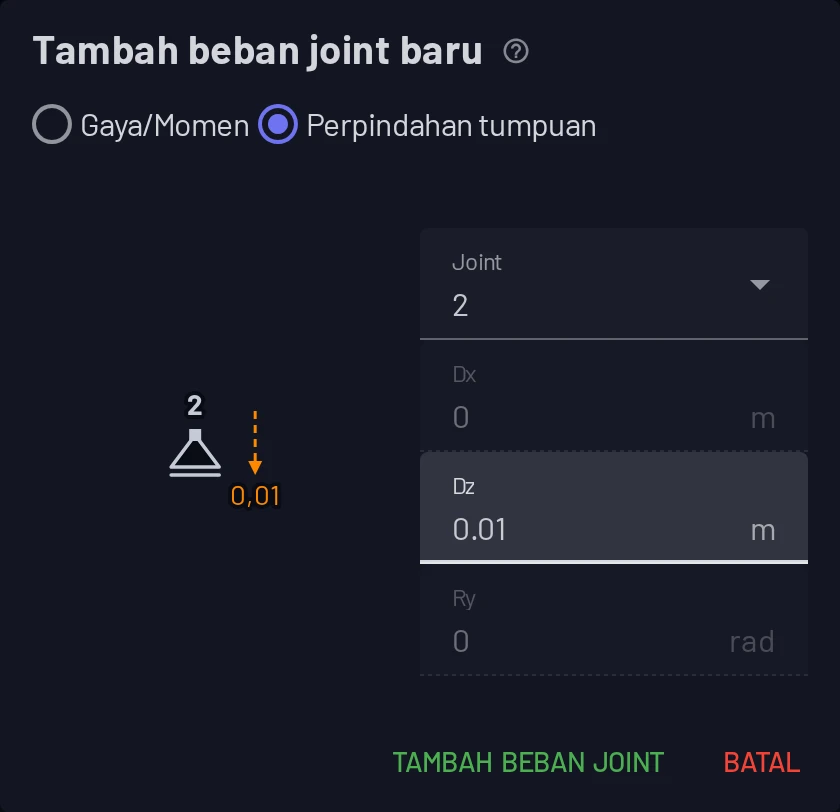 Tambah beban joint baru ?
Gaya/Momen Perpindahan tumpuan
Joint
2
Dx
0 m
2
0,01
Dz
0.01 m
Ry
0 rad
TAMBAH BEBAN JOINT BATAL